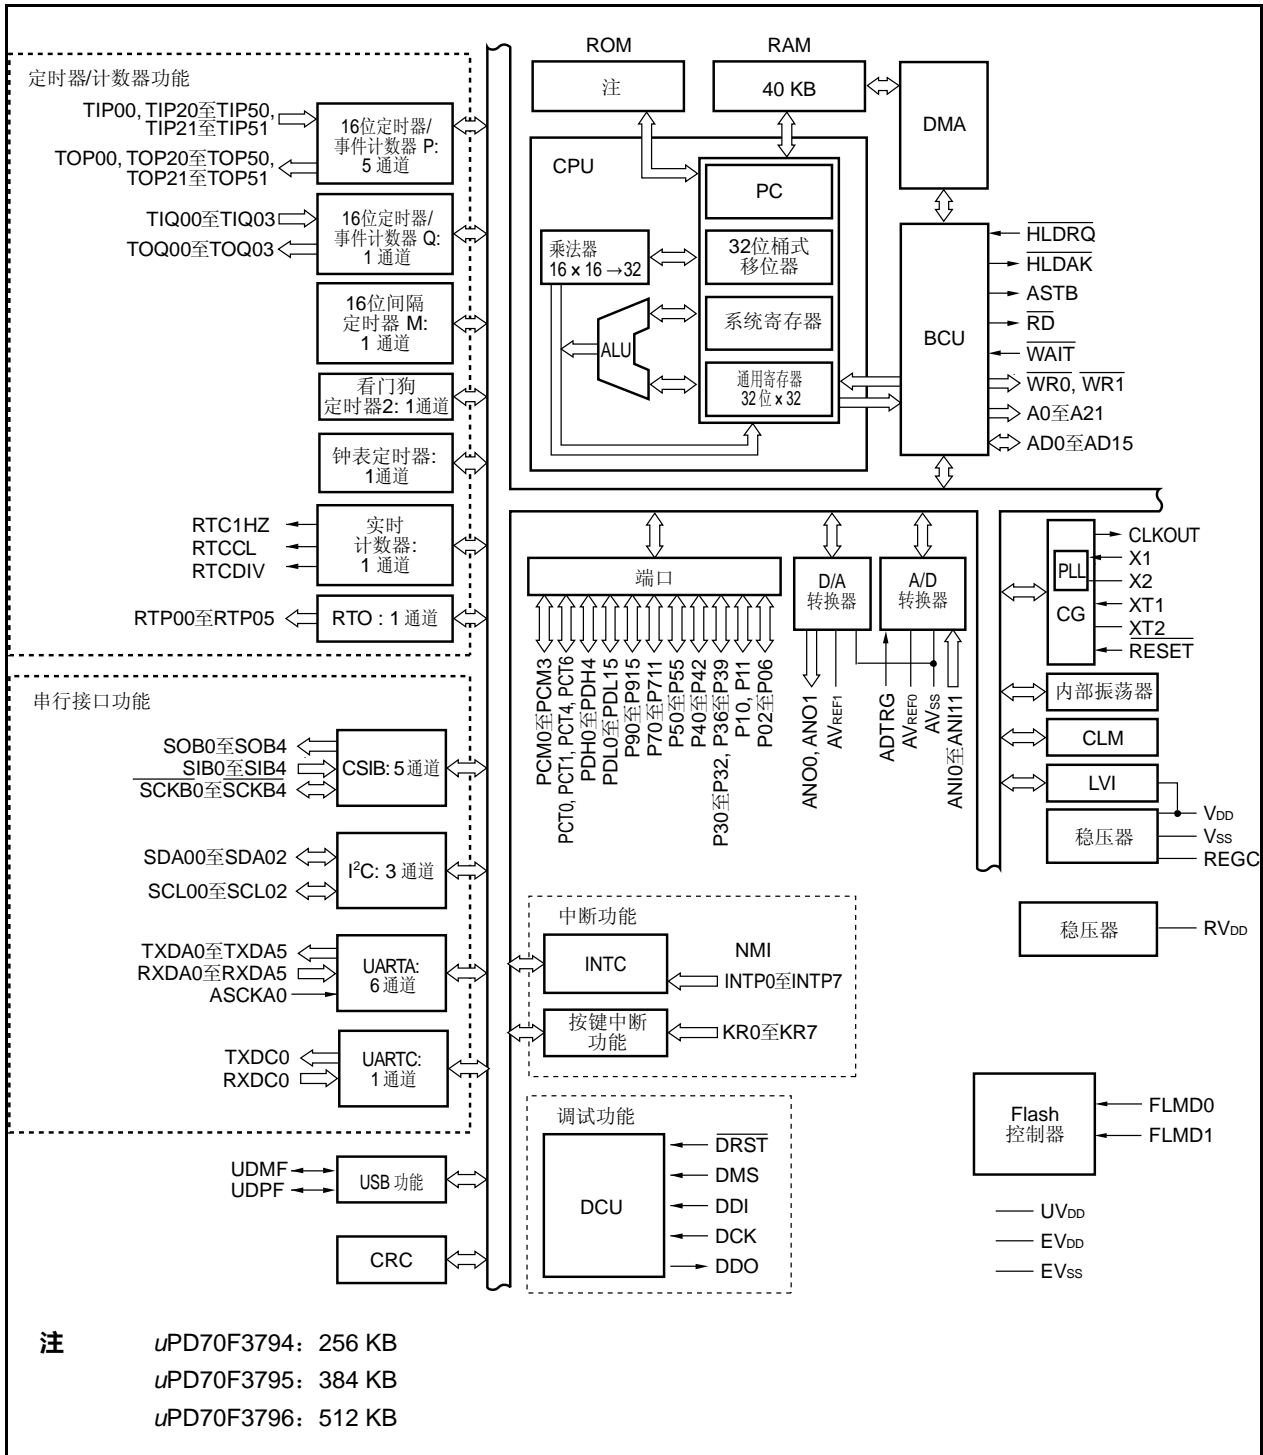 定时器/计数器功能
TIP00, TIP20至TIP50,
TIP21至TIP51
TOP00, TOP20至TOP50,
TOP21至TOP51
16位定时器/
事件计数器 P:
5 通道
TIQ00至TIQ03
TOQ00至TOQ03
16位定时器/
事件计数器 Q:
1 通道
16位间隔
定时器 M:
1 通道
看门狗
定时器2: 1通道
钟表定时器:
1通道
RTC1HZ
RTCCL
RTCDIV
实时
计数器:
1 通道
RTP00至RTP05
RTO : 1 通道
串行接口功能
SOB0至SOB4
SIB0至SIB4
SCKB0至SCKB4
CSIB: 5 通道
SDA00至SDA02
SCL00至SCL02
I²C: 3 通道
TXDA0至TXDA5
RXDA0至RXDA5
ASCKA0
UARTA:
6 通道
TXDC0
RXDC0
UARTC:
1 通道
UDMF
UDPF
USB 功能
CRC
ROM
注
RAM
40 KB
DMA
CPU
PC
乘法器
16 x 16 →32
32位桶式
移位器
系统寄存器
ALU
通用寄存器
32位 x 32
BCU
HLDRQ
HLDAK
ASTB
RD
WAIT
WR0, WR1
A0至A21
AD0至AD15
端口
PCM0至PCM3
PCT0, PCT1, PCT4, PCT6
PDH0至PDH4
PDL0至PDL15
P90至P915
P70至P711
P50至P55
P40至P42
P30至P32, P36至P39
P10, P11
P02至P06
D/A
转换器
ANO0, ANO1
AVREF1
A/D
转换器
ADTRG
AVREF0
AVSS
ANI0至ANI11
PLL
CG
CLKOUT
X1
X2
XT1
XT2
RESET
内部振荡器
CLM
LVI
稳压器
VDD
VSS
REGC
稳压器
RVDD
中断功能
INTC
NMI
INTP0至INTP7
按键中断
功能
KR0至KR7
调试功能
DCU
DRST
DMS
DDI
DCK
DDO
Flash
控制器
FLMD0
FLMD1
UVDD
EVDD
EVSS
注 uPD70F3794：256 KB
uPD70F3795：384 KB
uPD70F3796：512 KB